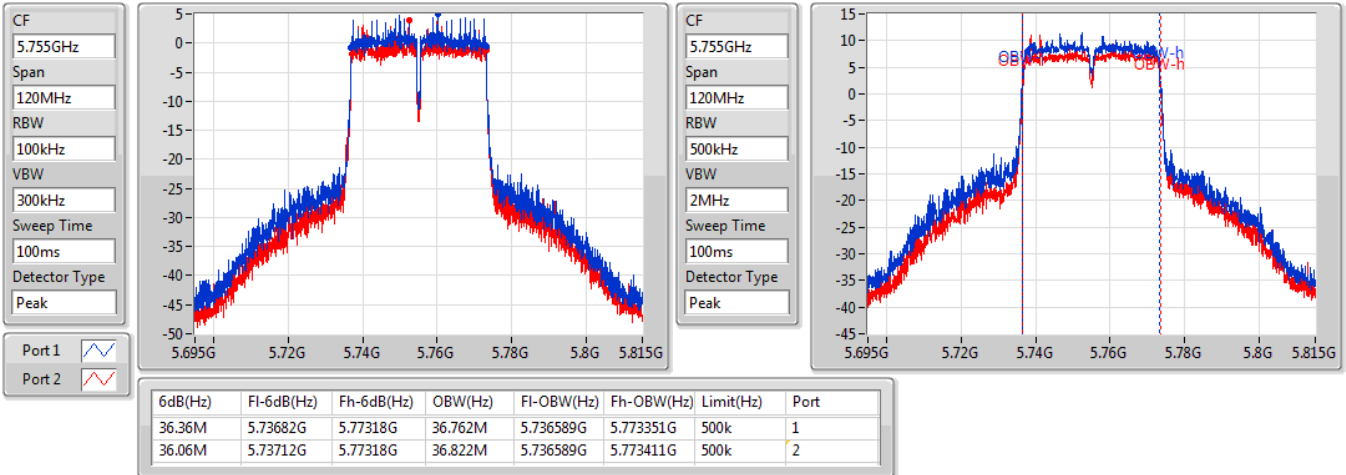 CF
5.755GHz
Span
120MHz
RBW
100kHz
VBW
300kHz
Sweep Time
100ms
Detector Type
Peak
Port 1
Port 2
5
0
-5
-10
-15
-20
-25
-30
-35
-40
-45
-50
5.695G 5.72G 5.74G 5.76G 5.78G 5.8G 5.815G
CF
5.755GHz
Span
120MHz
RBW
500kHz
VBW
2MHz
Sweep Time
100ms
Detector Type
Peak
15
10
5
0
-5
-10
-15
-20
-25
-30
-35
-40
-45
OBW-h
5.695G 5.72G 5.74G 5.76G 5.78G 5.8G 5.815G
6dB(Hz) Fl-6dB(Hz) Fh-6dB(Hz) OBW(Hz) Fl-OBW(Hz) Fh-OBW(Hz) Limit(Hz) Port
36.36M 5.73682G 5.77318G 36.762M 5.736589G 5.773351G 500k 1
36.06M 5.73712G 5.77318G 36.822M 5.736589G 5.773411G 500k 2